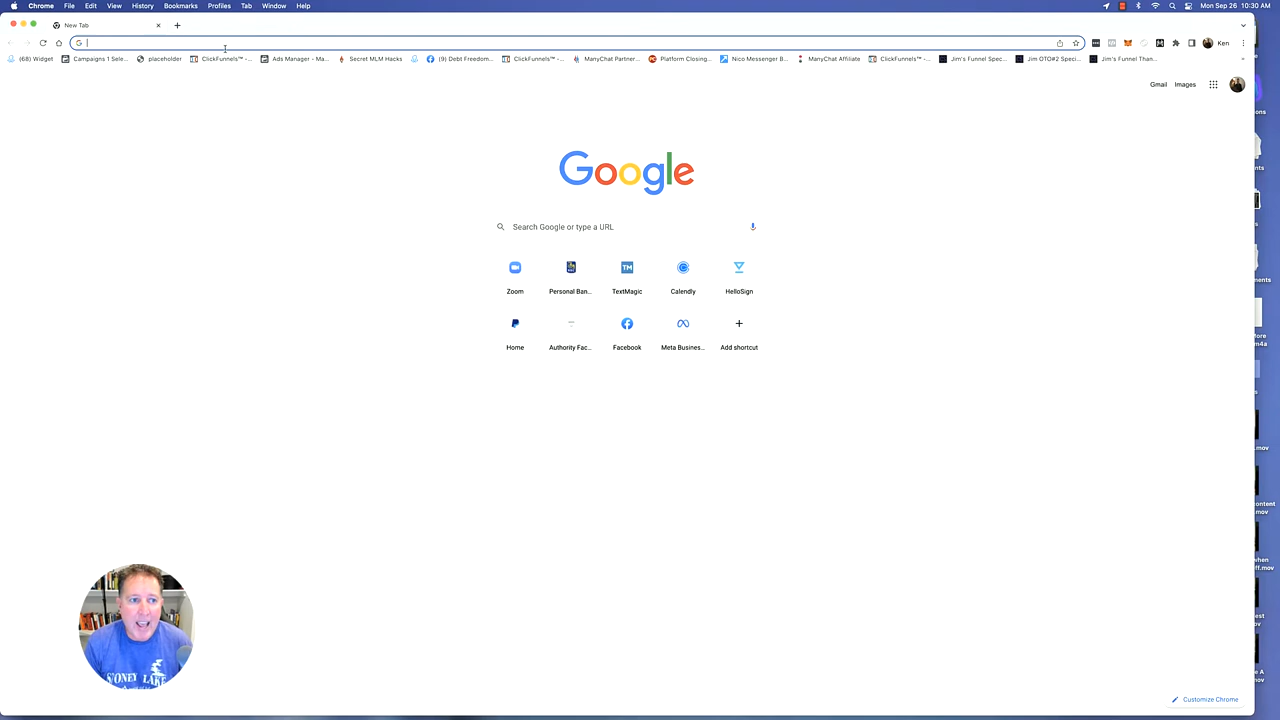 Chrome File Edit View History Bookmarks Profiles Tab Window Help Mon Sep 26 10:30 AM
New Tab
Ken
(68) Widget Campaigns 1 Sele... placeholder ClickFunnels™ -... Ads Manager - Ma... Secret MLM Hacks (9) Debt Freedom... ClickFunnels™ -... ManyChat Partner... Platform Closing... Nico Messenger B... ManyChat Affiliate ClickFunnels™ -... Jim's Funnel Spec... Jim OTO#2 Speci... Jim's Funnel Than...
Gmail Images
Google
Search Google or type a URL
Zoom Personal Ban... TM TextMagic Calendly HelloSign
Home Authority Fac... Facebook Meta Busines... Add shortcut
STONEY LAKE
Customize Chrome